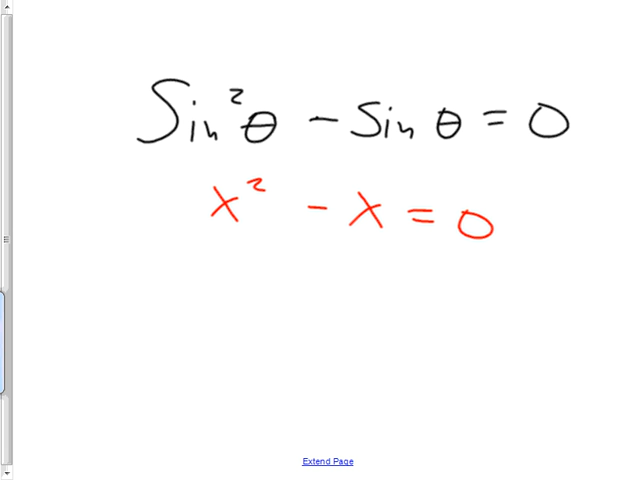 Sin²θ - Sin θ = 0
x² - x = 0
Extend Page